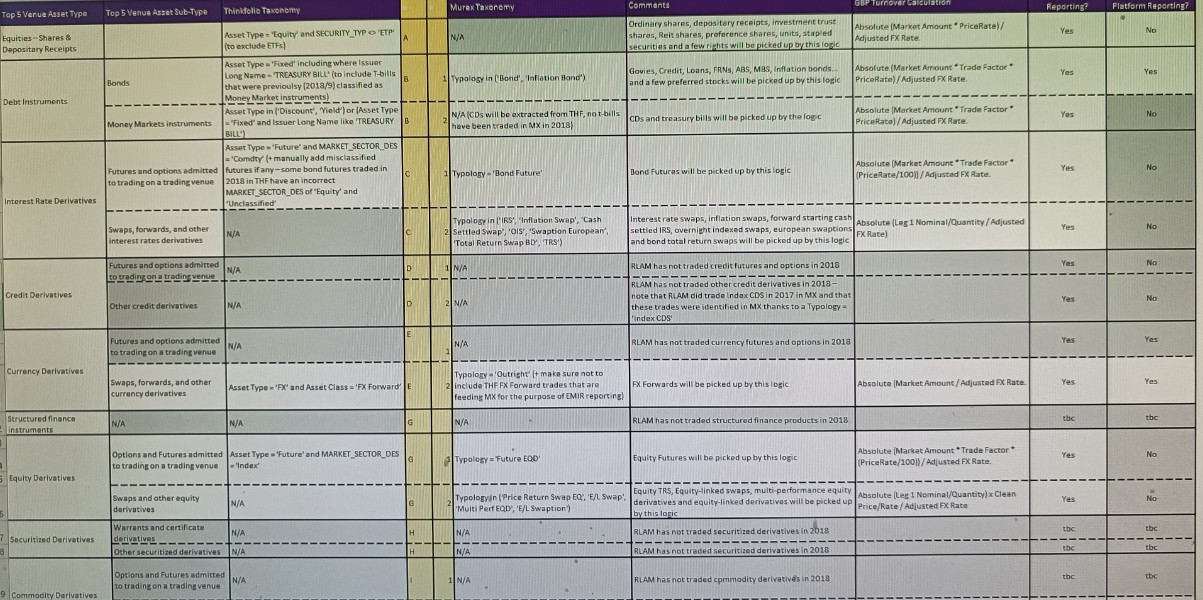 Top 5 Venue Asset Type
Top 5 Venue Asset Sub-Type
Thinkfolio Taxonomy
Murex Taxonomy
Comments
GBP Turnover Calculation
Reporting?
Platform Reporting?
Equities – Shares &
Depositary Receipts
Asset Type = 'Equity' and SECURITY_TYP <> 'ETP'
(to exclude ETFs)
A
N/A
Ordinary shares, depositary receipts, investment trust
shares, Reit shares, preference shares, units, stapled
securities and a few rights will be picked up by this logic
Absolute (Market Amount * PriceRate) /
Adjusted FX Rate.
Yes
No
Debt Instruments
Bonds
Asset Type = 'Fixed' including where Issuer
Long Name = 'TREASURY BILL' (to include T-bills
that were previoulsy (2018/9) classified as
Money Market instruments)
B
1
Typology in ('Bond', 'Inflation Bond')
Govies, Credit, Loans, FRNs, ABS, MBS, Inflation bonds...
and a few preferred stocks will be picked up by this logic
Absolute (Market Amount * Trade Factor *
PriceRate) / Adjusted FX Rate.
Yes
Yes
Money Markets instruments
Asset Type in ('Discount', 'Yield') or (Asset Type
= 'Fixed' and Issuer Long Name like 'TREASURY
BILL')
B
2
N/A (CDs will be extracted from THF, no t-bills
have been traded in MX in 2018)
CDs and treasury bills will be picked up by the logic
Absolute (Market Amount * Trade Factor *
PriceRate) / Adjusted FX Rate.
Yes
No
Interest Rate Derivatives
Futures and options admitted
to trading on a trading venue
Asset Type = 'Future' and MARKET_SECTOR_DES
= 'Comdty' (+ manually add misclassified
futures if any – some bond futures traded in
2018 in THF have an incorrect
MARKET_SECTOR_DES of 'Equity' and
'Unclassified'
C
1
Typology = 'Bond Future'
Bond Futures will be picked up by this logic
Absolute (Market Amount * Trade Factor *
(PriceRate/100)) / Adjusted FX Rate.
Yes
No
Swaps, forwards, and other
interest rates derivatives
N/A
C
2
Typology in ('IRS', 'Inflation Swap', 'Cash
Settled Swap', 'OIS', 'Swaption European',
'Total Return Swap BD', 'TRS')
Interest rate swaps, inflation swaps, forward starting cash
settled IRS, overnight indexed swaps, european swaptions
and bond total return swaps will be picked up by this logic
Absolute (Leg 1 Nominal/Quantity / Adjusted
FX Rate)
Yes
No
Credit Derivatives
Futures and options admitted
to trading on a trading venue
N/A
D
1
N/A
RLAM has not traded credit futures and options in 2018
Yes
No
Other credit derivatives
N/A
D
2
N/A
RLAM has not traded other credit derivatives in 2018 –
note that RLAM did trade Index CDS in 2017 in MX and that
these trades were identified in MX thanks to a Typology =
'Index CDS'
Yes
No
Currency Derivatives
Futures and options admitted
to trading on a trading venue
N/A
E
1
N/A
RLAM has not traded currency futures and options in 2018
Yes
Yes
Swaps, forwards, and other
currency derivatives
Asset Type = 'FX' and Asset Class = 'FX Forward'
E
2
Typology = 'Outright' (+ make sure not to
include THF FX Forward trades that are
feeding MX for the purpose of EMIR reporting)
FX Forwards will be picked up by this logic
Absolute (Market Amount / Adjusted FX Rate.
Yes
Yes
Structured finance
instruments
N/A
N/A
G
N/A
RLAM has not traded structured finance products in 2018
tbc
tbc
Equity Derivatives
Options and Futures admitted
to trading on a trading venue
Asset Type = 'Future' and MARKET_SECTOR_DES
= 'Index'
G
Typology = 'Future EQD'
Equity Futures will be picked up by this logic
Absolute (Market Amount * Trade Factor *
(PriceRate/100)) / Adjusted FX Rate.
Yes
No
Swaps and other equity
derivatives
N/A
G
2
Typology in ('Price Return Swap EQ', 'E/L Swap',
'Multi Perf EQD', 'E/L Swaption')
Equity TRS, Equity-linked swaps, multi-performance equity
derivatives and equity-linked derivatives will be picked up
by this logic
Absolute (Leg 1 Nominal/Quantity) x Clean
Price/Rate / Adjusted FX Rate
Yes
No
Securitized Derivatives
Warrants and certificate
derivatives
N/A
H
N/A
RLAM has not traded securitized derivatives in 2018
tbc
tbc
Other securitized derivatives
N/A
H
N/A
RLAM has not traded securitized derivatives in 2018
tbc
tbc
Commodity Derivatives
Options and Futures admitted
to trading on a trading venue
N/A
I
1
N/A
RLAM has not traded commodity derivatives in 2018
tbc
tbc